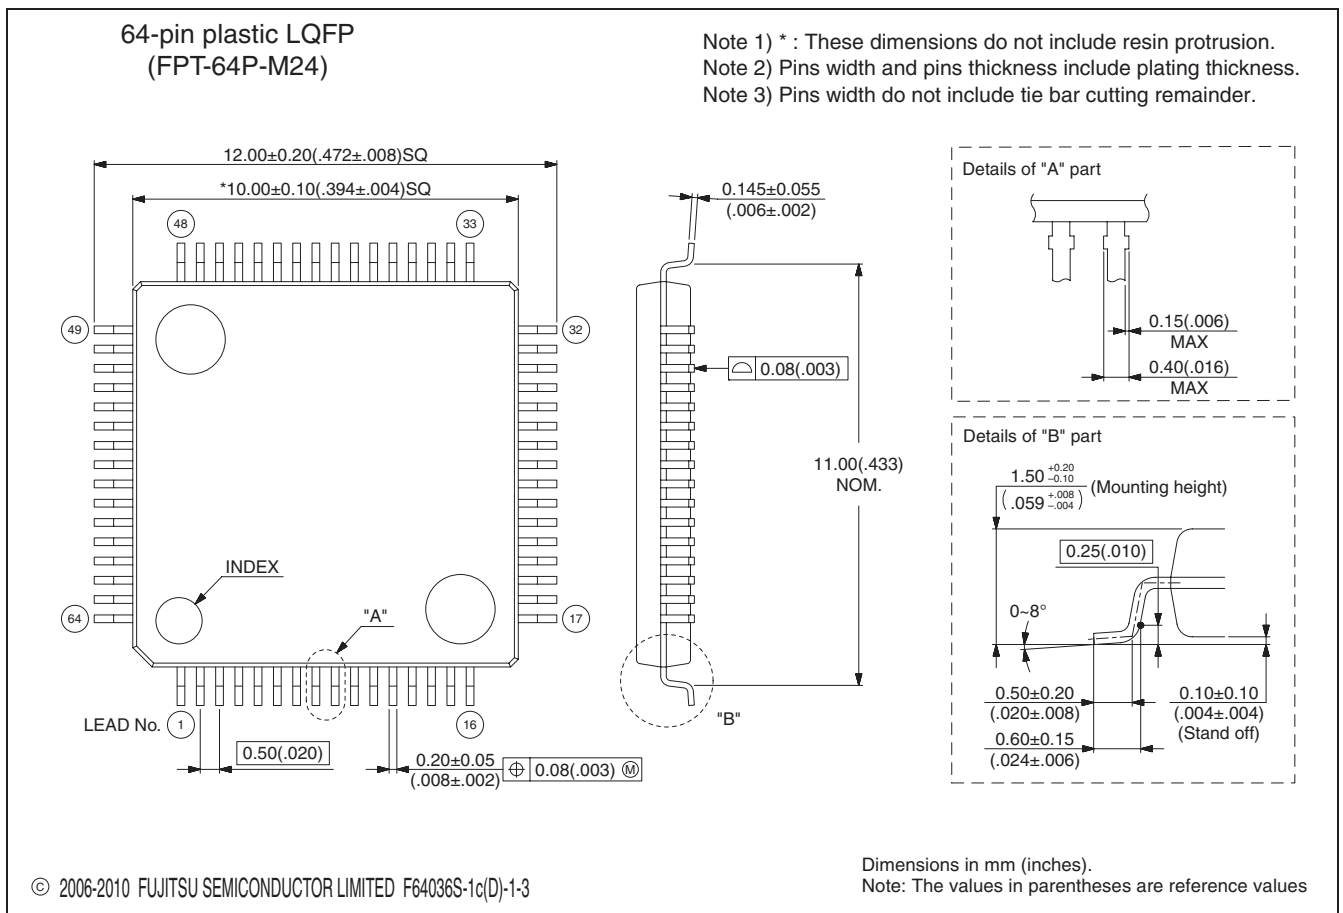 64-pin plastic LQFP
(FPT-64P-M24)
Note 1) * : These dimensions do not include resin protrusion.
Note 2) Pins width and pins thickness include plating thickness.
Note 3) Pins width do not include tie bar cutting remainder.
12.00±0.20(.472±.008)SQ
*10.00±0.10(.394±.004)SQ
48
33
49
32
INDEX
64
17
"A"
LEAD No.
1
16
0.50(.020)
0.20±0.05
(.008±.002)
⌖ 0.08(.003) Ⓜ
0.145±0.055
(.006±.002)
⌓ 0.08(.003)
11.00(.433)
NOM.
"B"
Details of "A" part
0.15(.006)
MAX
0.40(.016)
MAX
Details of "B" part
1.50 +0.20 –0.10 (Mounting height)
(.059 +.008 –.004)
0.25(.010)
0~8°
0.50±0.20
(.020±.008)
0.60±0.15
(.024±.006)
0.10±0.10
(.004±.004)
(Stand off)
© 2006-2010 FUJITSU SEMICONDUCTOR LIMITED F64036S-1c(D)-1-3
Dimensions in mm (inches).
Note: The values in parentheses are reference values